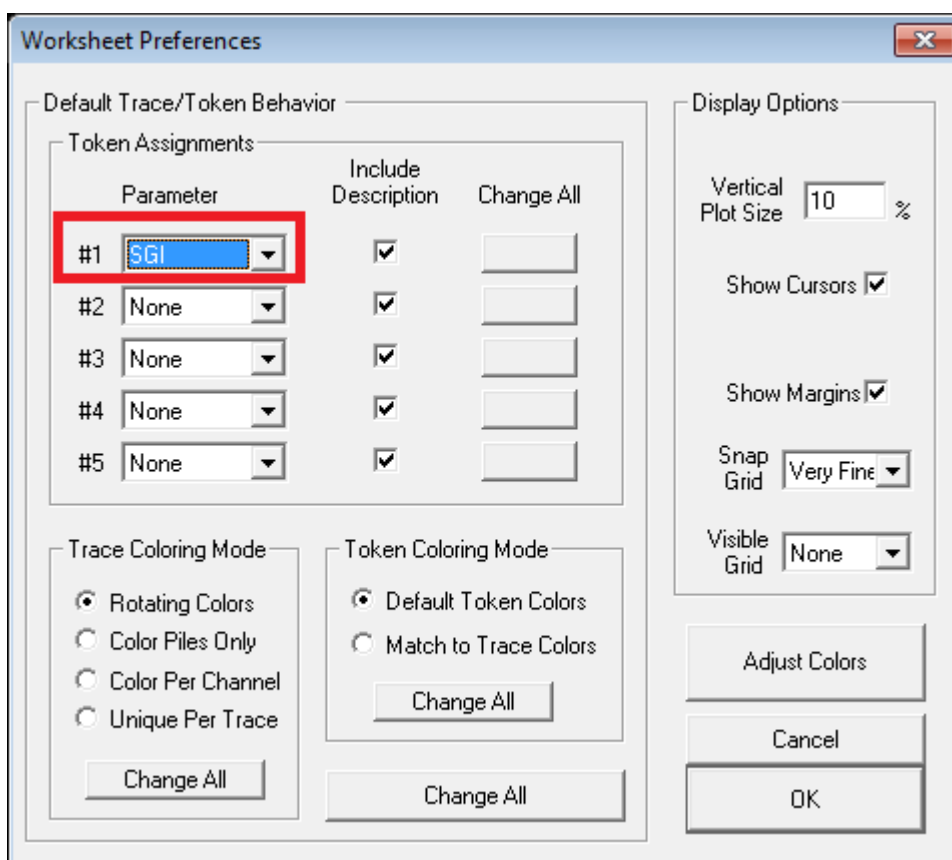 Worksheet Preferences
Default Trace/Token Behavior
Token Assignments
Parameter
Include
Description
Change All
#1 SGI
#2 None
#3 None
#4 None
#5 None
Trace Coloring Mode
Rotating Colors
Color Piles Only
Color Per Channel
Unique Per Trace
Change All
Token Coloring Mode
Default Token Colors
Match to Trace Colors
Change All
Change All
Display Options
Vertical
Plot Size 10 %
Show Cursors
Show Margins
Snap
Grid Very Fine
Visible
Grid None
Adjust Colors
Cancel
OK